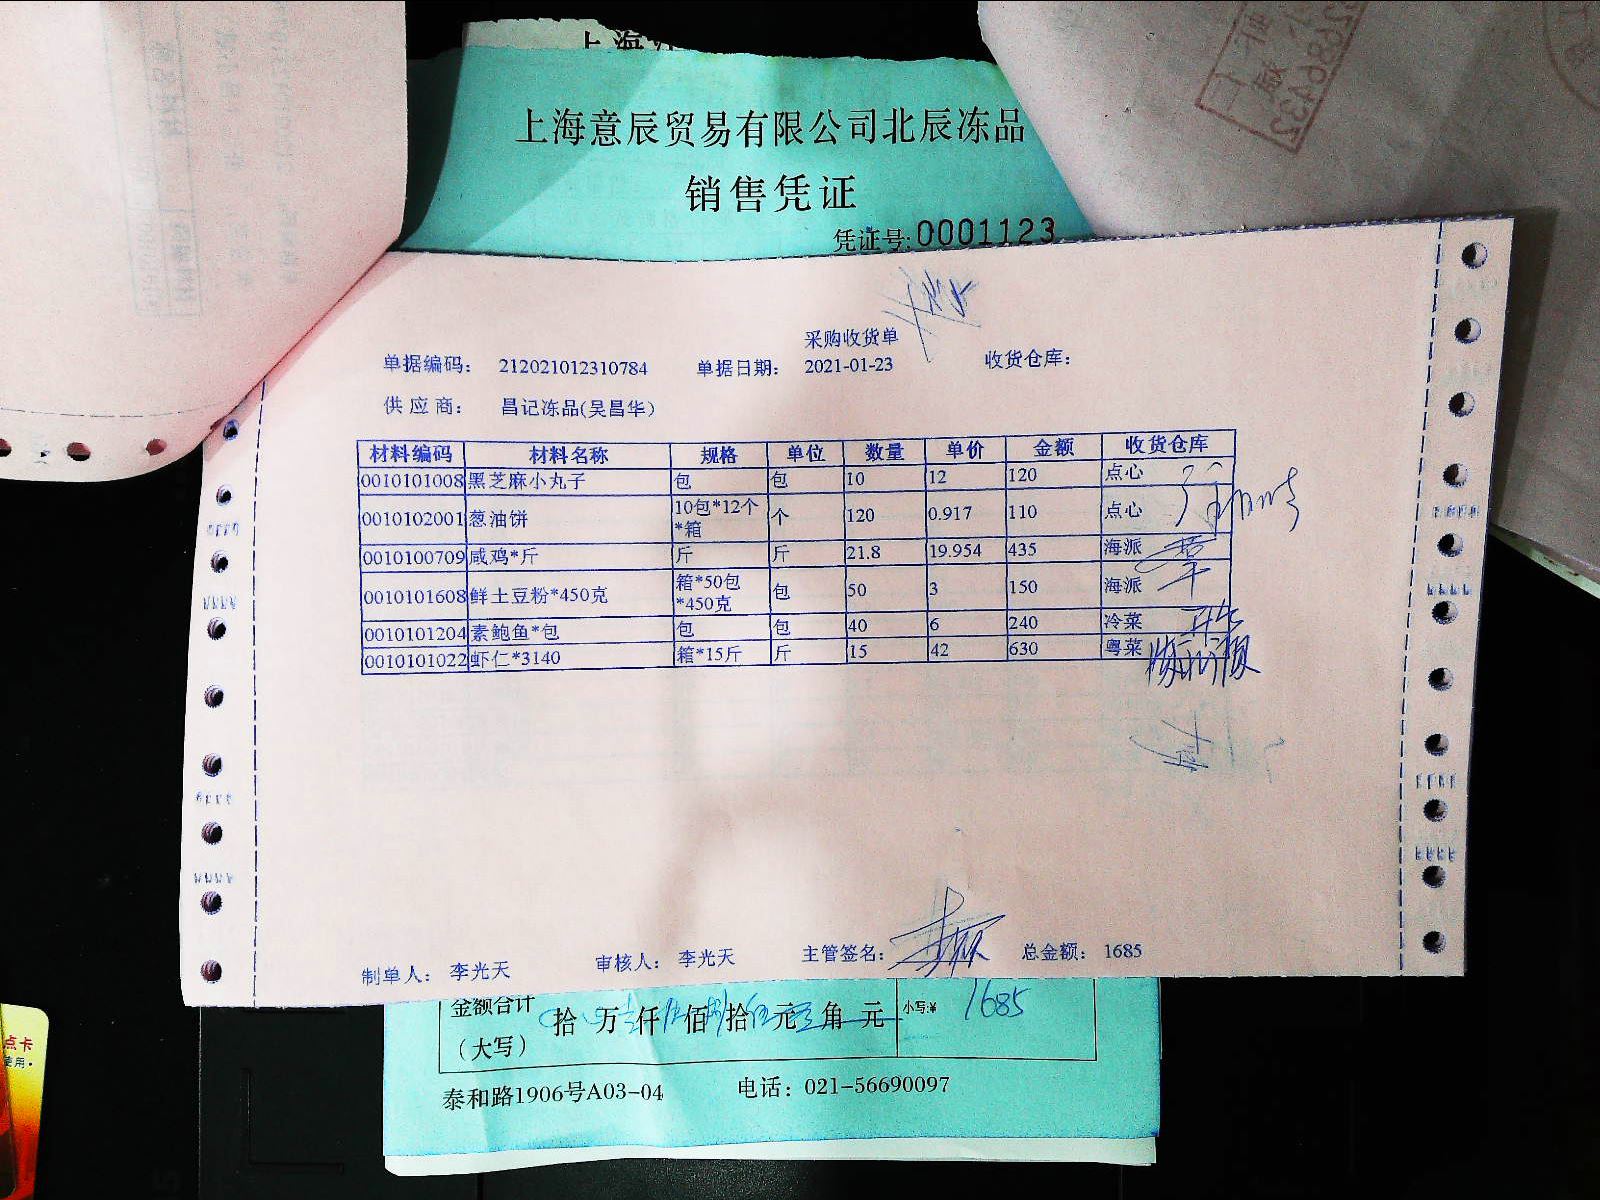 上海
上海意辰贸易有限公司北辰冻品
销售凭证
凭证号:0001123
采购收货单
单据编码: 212021012310784 单据日期: 2021-01-23 收货仓库:
供应商: 昌记冻品(吴昌华)
材料编码 材料名称 规格 单位 数量 单价 金额 收货仓库
0010101008 黑芝麻小丸子 包 包 10 12 120 点心
0010102001 葱油饼 10包*12个*箱 个 120 0.917 110 点心
0010100709 咸鸡*斤 斤 斤 21.8 19.954 435 海派
0010101608 鲜土豆粉*450克 箱*50包*450克 包 50 3 150 海派
0010101204 素鲍鱼*包 包 包 40 6 240 冷菜
0010101022 虾仁*3140 箱*15斤 斤 15 42 630 粤菜
制单人: 李光天 审核人: 李光天 主管签名: 总金额: 1685
金额合计
(大写) 拾 万 仟 佰 拾 元 角 元 小写:¥ 1685
泰和路1906号A03-04 电话: 021-56690097
点卡
使用·